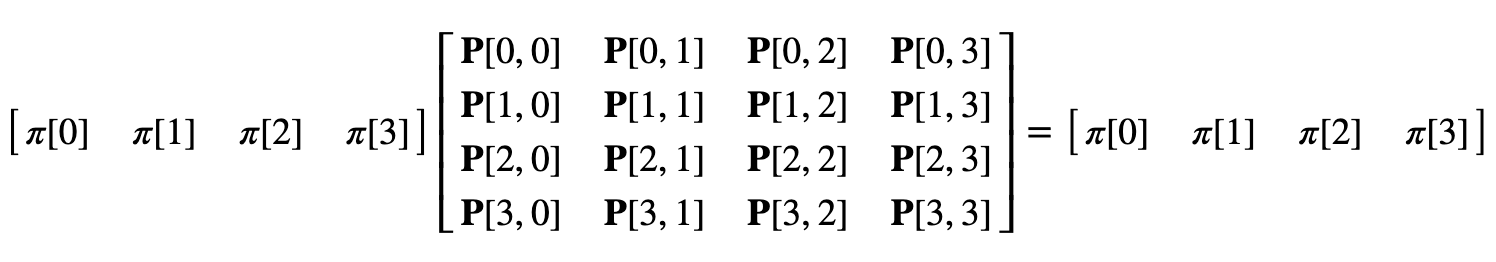 P[0, 0] P[0, 1] P[0, 2] P[0, 3]
P[1, 0] P[1, 1] P[1, 2] P[1, 3]
[π[0] π[1] π[2] π[3]] = [π[0] π[1] π[2] π[3]]
P[2, 0] P[2, 1] P[2, 2] P[2, 3]
P[3, 0] P[3, 1] P[3, 2] P[3, 3]